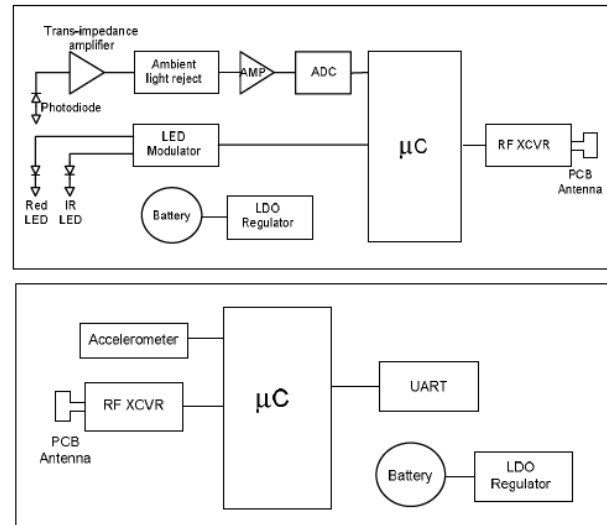 Trans-impedance
amplifier
Ambient
light reject
AMP
ADC
Photodiode
LED
Modulator
µC
RF XCVR
PCB
Antenna
Red
LED
IR
LED
Battery
LDO
Regulator
Accelerometer
RF XCVR
PCB
Antenna
µC
UART
Battery
LDO
Regulator